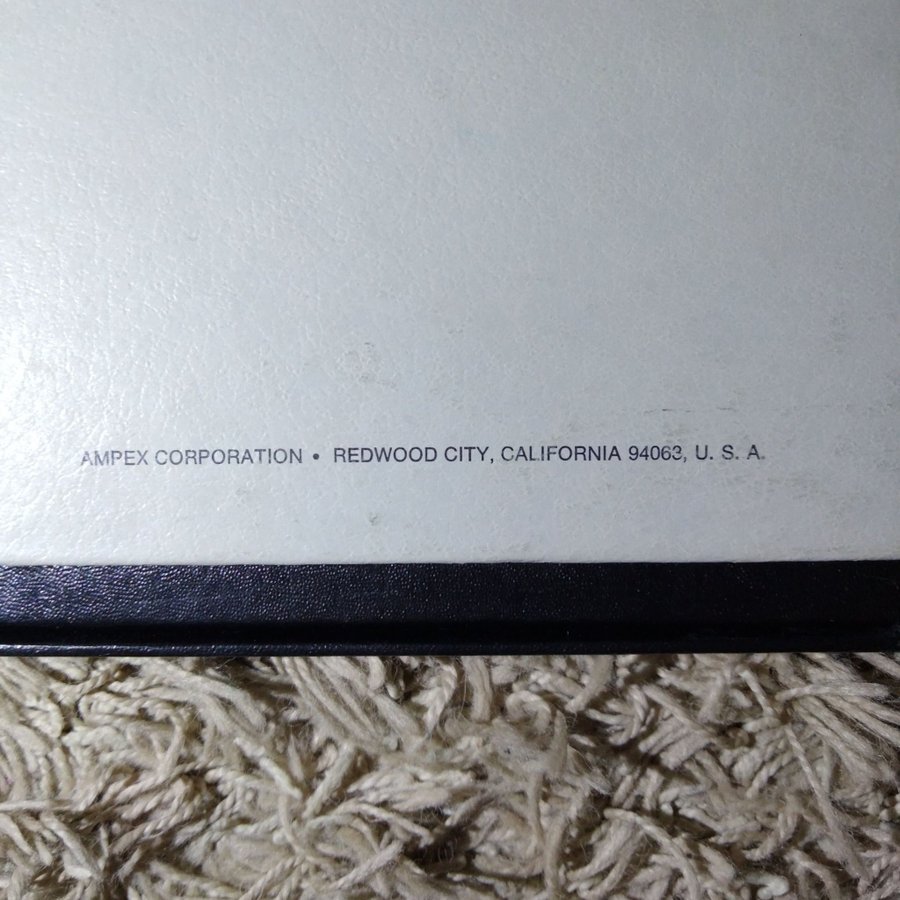 AMPEX CORPORATION • REDWOOD CITY, CALIFORNIA 94063, U. S. A.